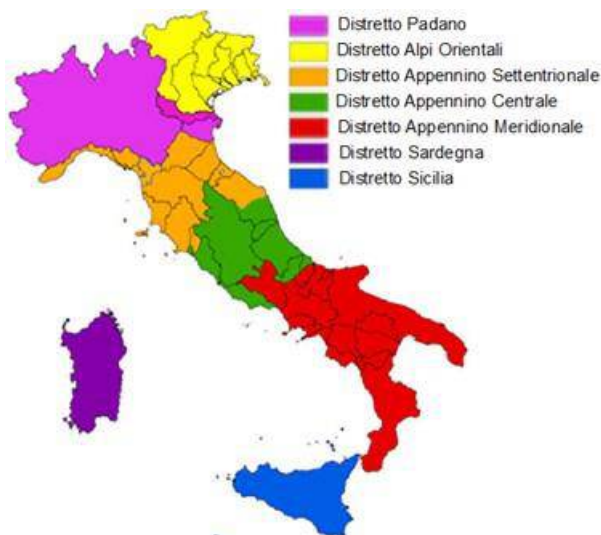 Distretto Padano
Distretto Alpi Orientali
Distretto Appennino Settentrionale
Distretto Appennino Centrale
Distretto Appennino Meridionale
Distretto Sardegna
Distretto Sicilia